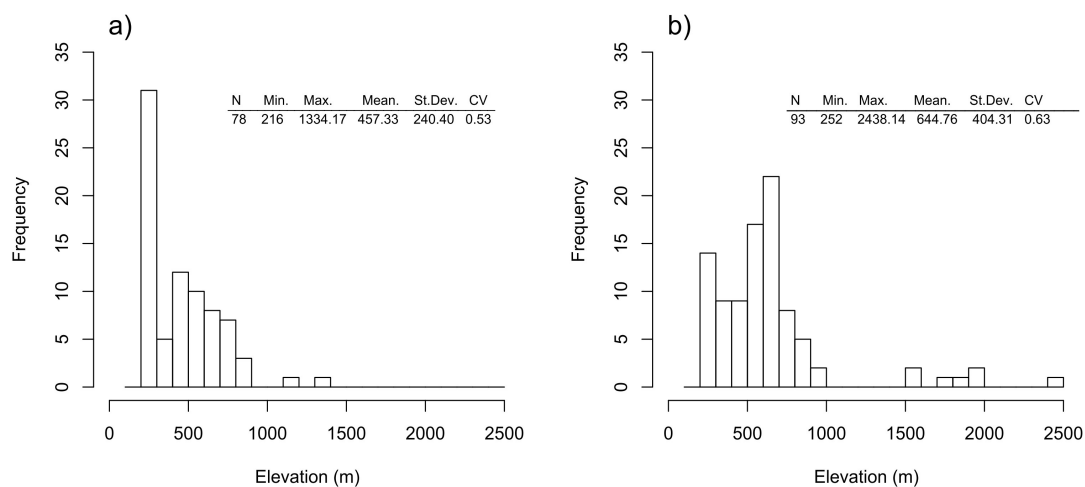 a)
35
30
25
20
15
10
5
0
Frequency
N Min. Max. Mean. St.Dev. CV
78 216 1334.17 457.33 240.40 0.53
0 500 1000 1500 2000 2500
Elevation (m)
b)
35
30
25
20
15
10
5
0
Frequency
N Min. Max. Mean. St.Dev. CV
93 252 2438.14 644.76 404.31 0.63
0 500 1000 1500 2000 2500
Elevation (m)